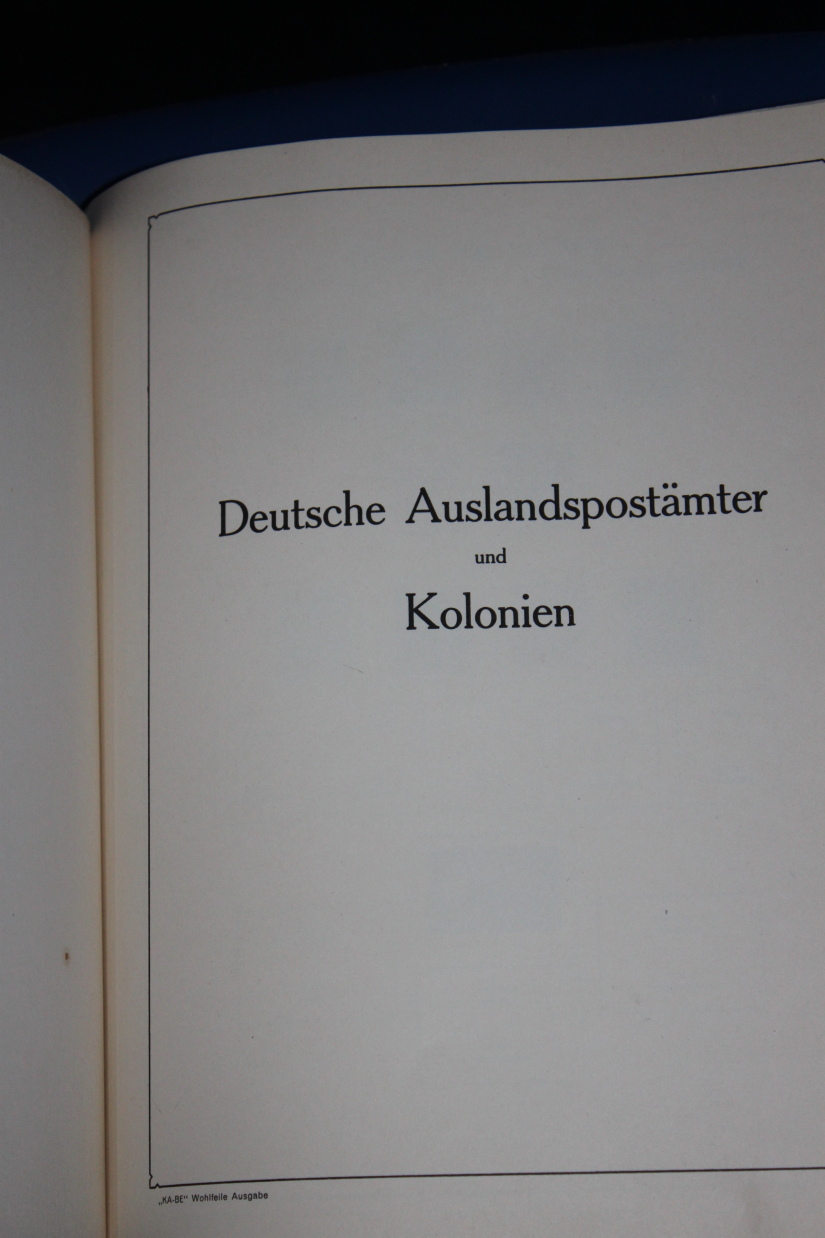 Deutsche Auslandspostämter
und
Kolonien
„KA-BE“ Wohlfeile Ausgabe